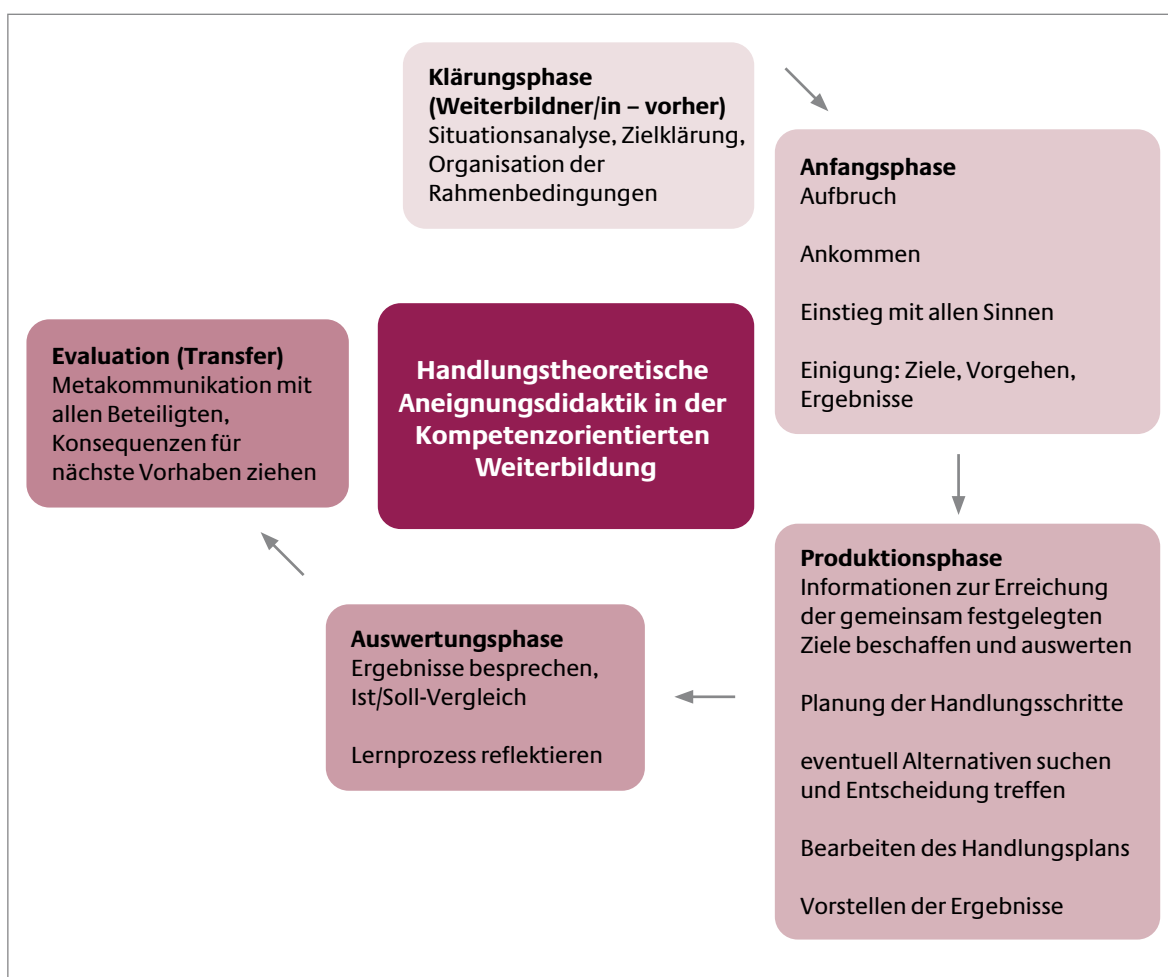 Klärungsphase
(Weiterbildner/in – vorher)
Situationsanalyse, Zielklärung,
Organisation der
Rahmenbedingungen
Anfangsphase
Aufbruch
Ankommen
Einstieg mit allen Sinnen
Einigung: Ziele, Vorgehen,
Ergebnisse
Handlungstheoretische
Aneignungsdidaktik in der
Kompetenzorientierten
Weiterbildung
Evaluation (Transfer)
Metakommunikation mit
allen Beteiligten,
Konsequenzen für
nächste Vorhaben ziehen
Produktionsphase
Informationen zur Erreichung
der gemeinsam festgelegten
Ziele beschaffen und auswerten
Planung der Handlungsschritte
eventuell Alternativen suchen
und Entscheidung treffen
Bearbeiten des Handlungsplans
Vorstellen der Ergebnisse
Auswertungsphase
Ergebnisse besprechen,
Ist/Soll-Vergleich
Lernprozess reflektieren